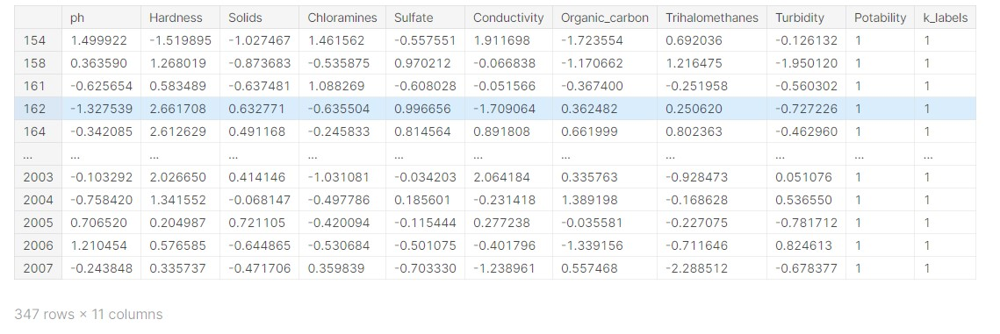 ph Hardness Solids Chloramines Sulfate Conductivity Organic_carbon Trihalomethanes Turbidity Potability k_labels
154 1.499922 -1.519895 -1.027467 1.461562 -0.557551 1.911698 -1.723554 0.692036 -0.126132 1 1
158 0.363590 1.268019 -0.873683 -0.535875 0.970212 -0.066838 -1.170662 1.216475 -1.950120 1 1
161 -0.625654 0.583489 -0.637481 1.088269 -0.608028 -0.051566 -0.367400 -0.251958 -0.560302 1 1
162 -1.327539 2.661708 0.632771 -0.635504 0.996656 -1.709064 0.362482 0.250620 -0.727226 1 1
164 -0.342085 2.612629 0.491168 -0.245833 0.814564 0.891808 0.661999 0.802363 -0.462960 1 1
... ... ... ... ... ... ... ... ... ... ... ...
2003 -0.103292 2.026650 0.414146 -1.031081 -0.034203 2.064184 0.335763 -0.928473 0.051076 1 1
2004 -0.758420 1.341552 -0.068147 -0.497786 0.185601 -0.231418 1.389198 -0.168628 0.536550 1 1
2005 0.706520 0.204987 0.721105 -0.420094 -0.115444 0.277238 -0.035581 -0.227075 -0.781712 1 1
2006 1.210454 0.576585 -0.644865 -0.530684 -0.501075 -0.401796 -1.339156 -0.711646 0.824613 1 1
2007 -0.243848 0.335737 -0.471706 0.359839 -0.703330 -1.238961 0.557468 -2.288512 -0.678377 1 1
347 rows × 11 columns